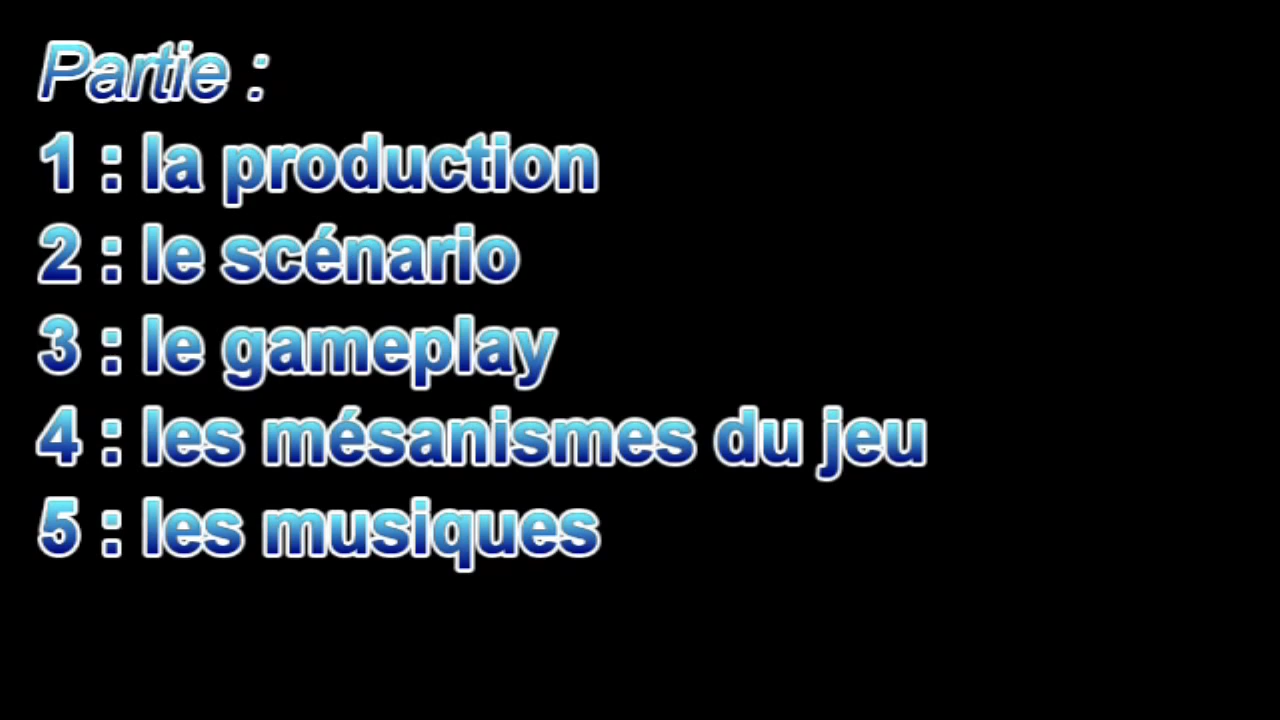 Partie :
1 : la production
2 : le scénario
3 : le gameplay
4 : les mésanismes du jeu
5 : les musiques